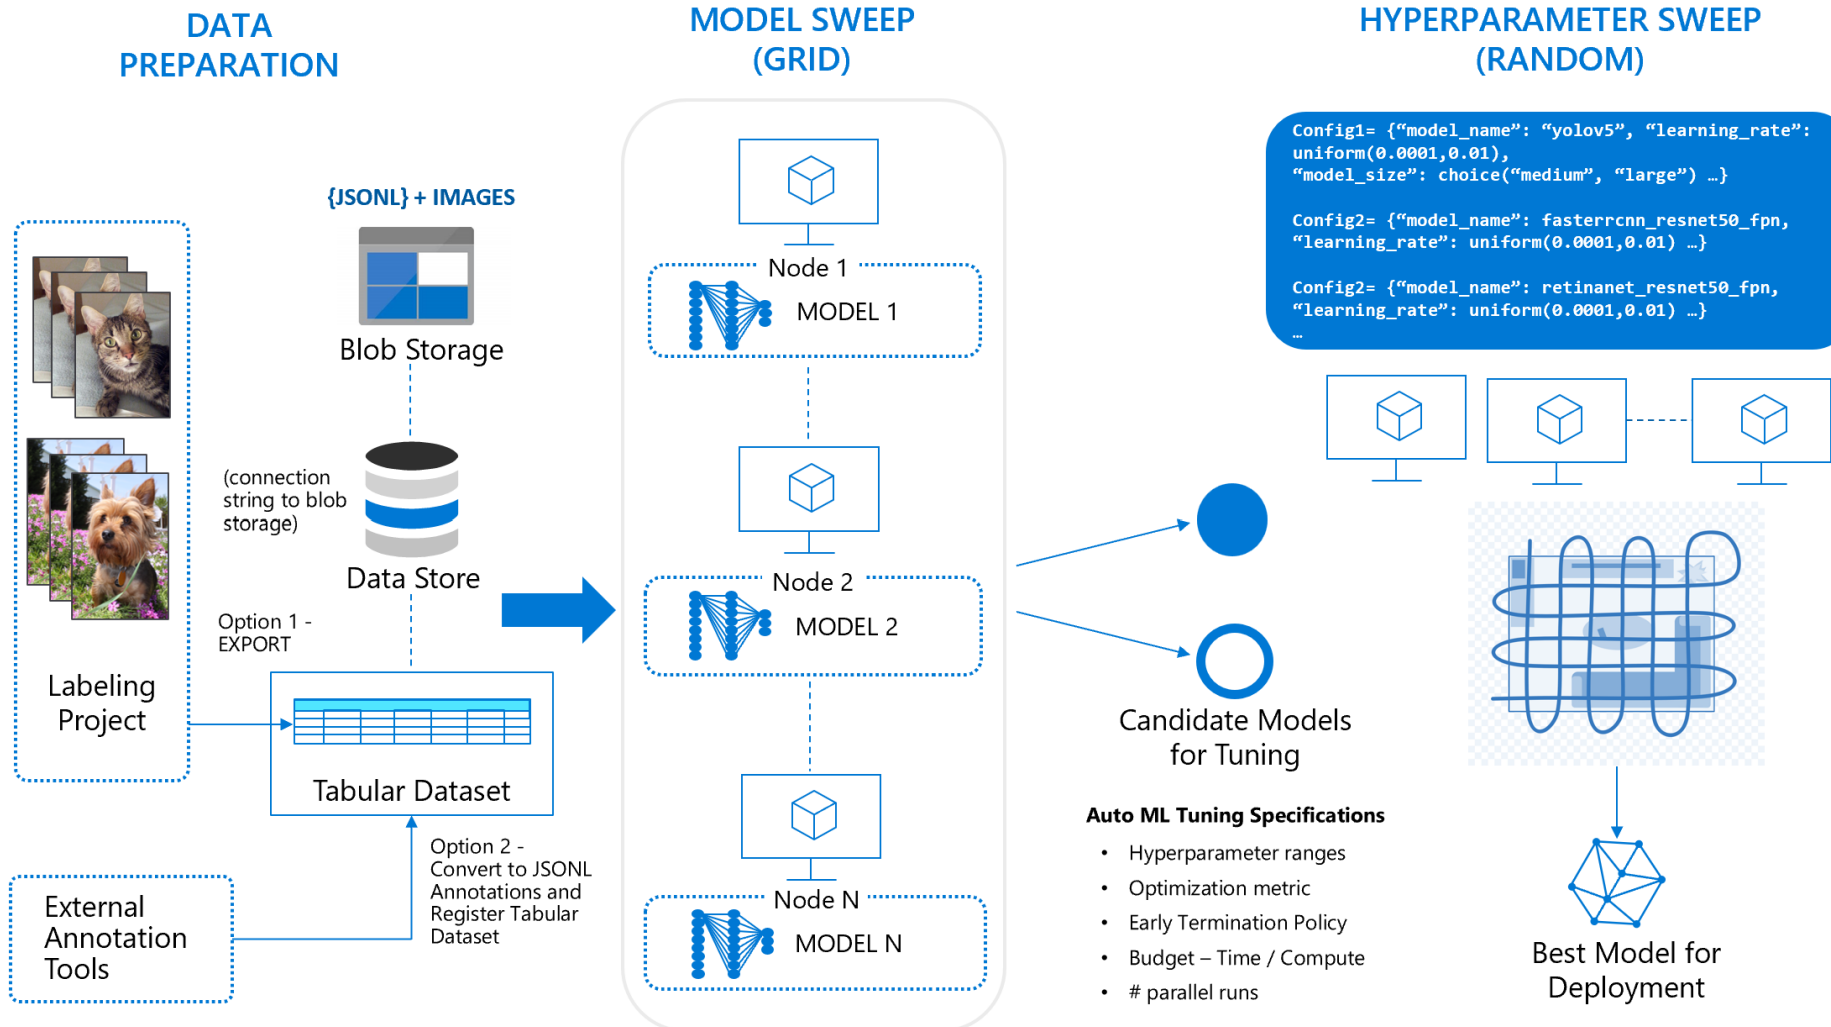 DATA
PREPARATION
MODEL SWEEP
(GRID)
HYPERPARAMETER SWEEP
(RANDOM)
{JSONL} + IMAGES
Blob Storage
(connection
string to blob
storage)
Data Store
Option 1 -
EXPORT
Labeling
Project
Tabular Dataset
Option 2 -
Convert to JSONL
Annotations and
Register Tabular
Dataset
External
Annotation
Tools
Node 1
MODEL 1
Node 2
MODEL 2
Node N
MODEL N
Candidate Models
for Tuning
Auto ML Tuning Specifications
• Hyperparameter ranges
• Optimization metric
• Early Termination Policy
• Budget – Time / Compute
• # parallel runs
Config1= {“model_name”: “yolov5”, “learning_rate”:
uniform(0.0001,0.01),
“model_size”: choice(“medium”, “large”) …}
Config2= {“model_name”: fasterrcnn_resnet50_fpn,
“learning_rate”: uniform(0.0001,0.01) …}
Config2= {“model_name”: retinanet_resnet50_fpn,
“learning_rate”: uniform(0.0001,0.01) …}
…
Best Model for
Deployment